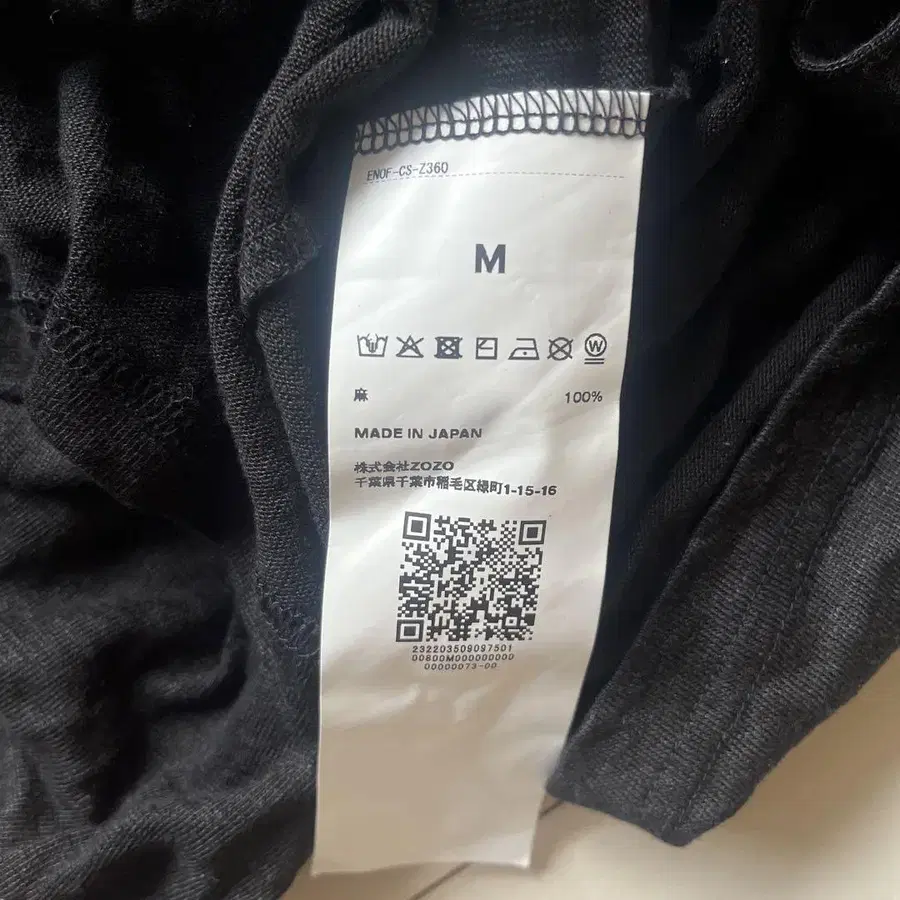 ENOF-CS-Z360
M
W
麻 100%
MADE IN JAPAN
株式会社ZOZO
千葉県千葉市稲毛区緑町1-15-16
232203509097501
00800M000000000
00000073-00